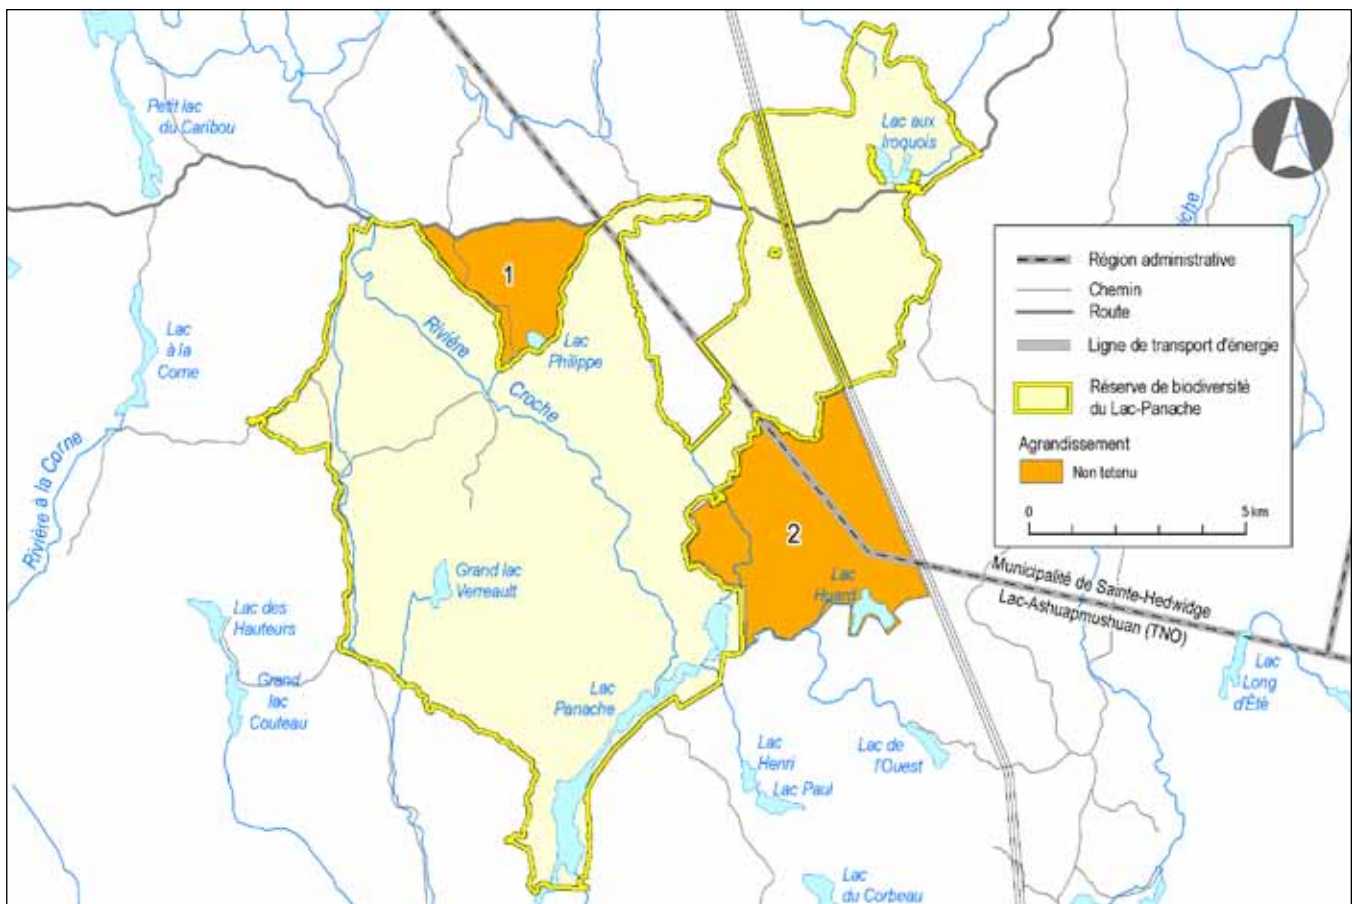 Petit lac
du Caribou
Lac aux
Iroquois
1
Lac
Philippe
Rivière
Croche
Lac
à la
Corne
Rivière à la Corne
Région administrative
Chemin
Route
Ligne de transport d'énergie
Réserve de biodiversité
du Lac-Panache
Agrandissement
Non retenu
0
5 km
2
Grand lac
Verreault
Lac des
Hauteurs
Grand
lac
Couteau
Lac
Panache
Lac
Huard
Municipalité de Sainte-Hedwidge
Lac-Ashuapmushuan (TNO)
Lac
Long
d'Été
Lac
Henri
Lac Paul
Lac de
l'Ouest
Lac
du Corbeau